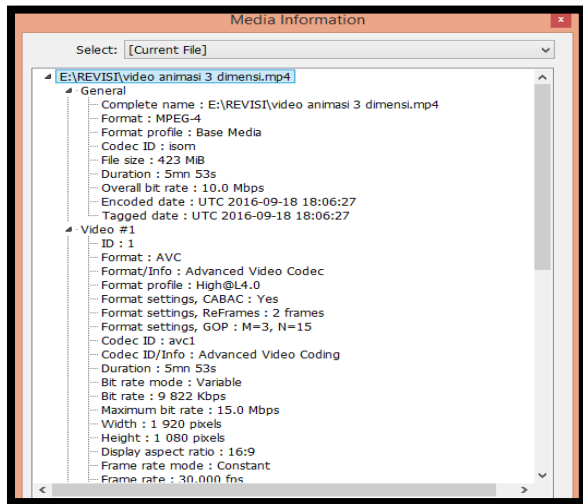 Media Information
x
Select: [Current File]
E:\REVISI\video animasi 3 dimensi.mp4
General
Complete name : E:\REVISI\video animasi 3 dimensi.mp4
Format : MPEG-4
Format profile : Base Media
Codec ID : isom
File size : 423 MiB
Duration : 5mn 53s
Overall bit rate : 10.0 Mbps
Encoded date : UTC 2016-09-18 18:06:27
Tagged date : UTC 2016-09-18 18:06:27
Video #1
ID : 1
Format : AVC
Format/Info : Advanced Video Codec
Format profile : High@L4.0
Format settings, CABAC : Yes
Format settings, ReFrames : 2 frames
Format settings, GOP : M=3, N=15
Codec ID : avc1
Codec ID/Info : Advanced Video Coding
Duration : 5mn 53s
Bit rate mode : Variable
Bit rate : 9 822 Kbps
Maximum bit rate : 15.0 Mbps
Width : 1 920 pixels
Height : 1 080 pixels
Display aspect ratio : 16:9
Frame rate mode : Constant
Frame rate : 30.000 fps